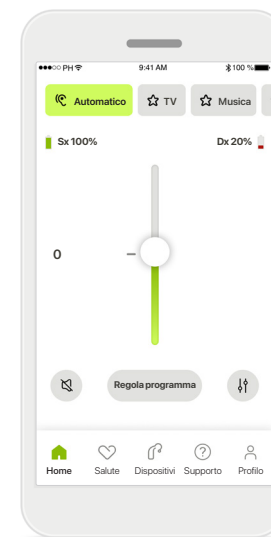 PH 9:41 AM 100 %
Automatico TV Musica
Sx 100% Dx 20%
0
Regola programma
Home Salute Dispositivi Supporto Profilo